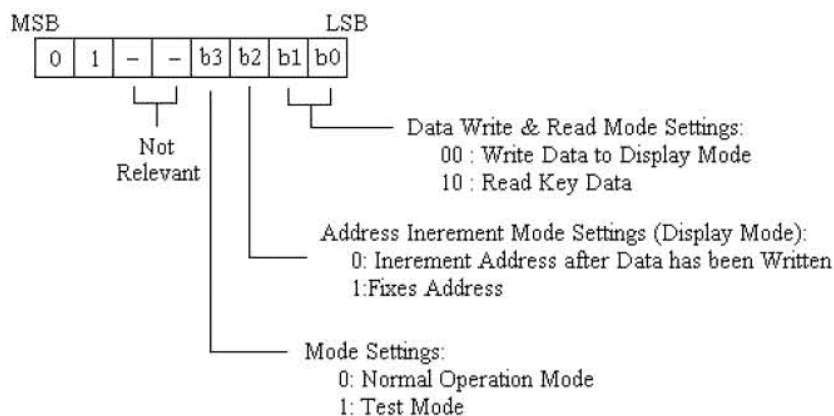 MSB LSB
0 1 - - b3 b2 b1 b0
Data Write & Read Mode Settings:
Not
00 : Write Data to Display Mode
Relevant
10 : Read Key Data
Address Inerement Mode Settings (Display Mode):
0: Inerement Address after Data has been Written
1:Fixes Address
Mode Settings:
0: Normal Operation Mode
1: Test Mode